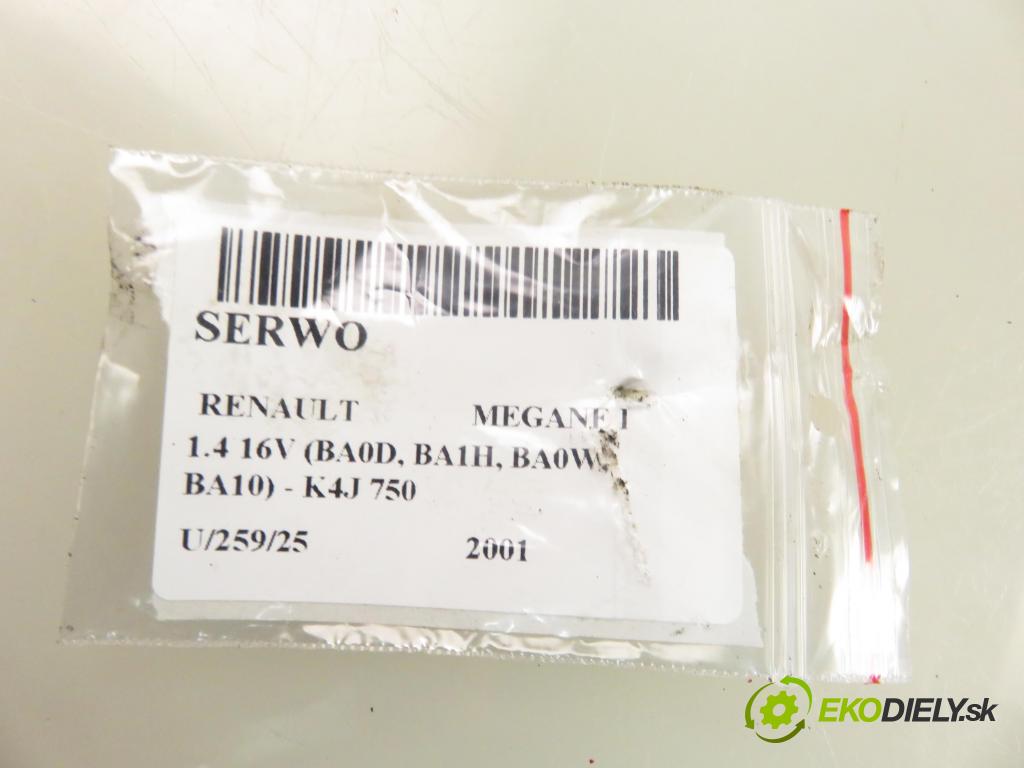 SERWO
RENAULT MEGANE I
1.4 16V (BA0D, BA1H, BA0W,
BA10) - K4J 750
U/259/25 2001
EKODIELY.sk